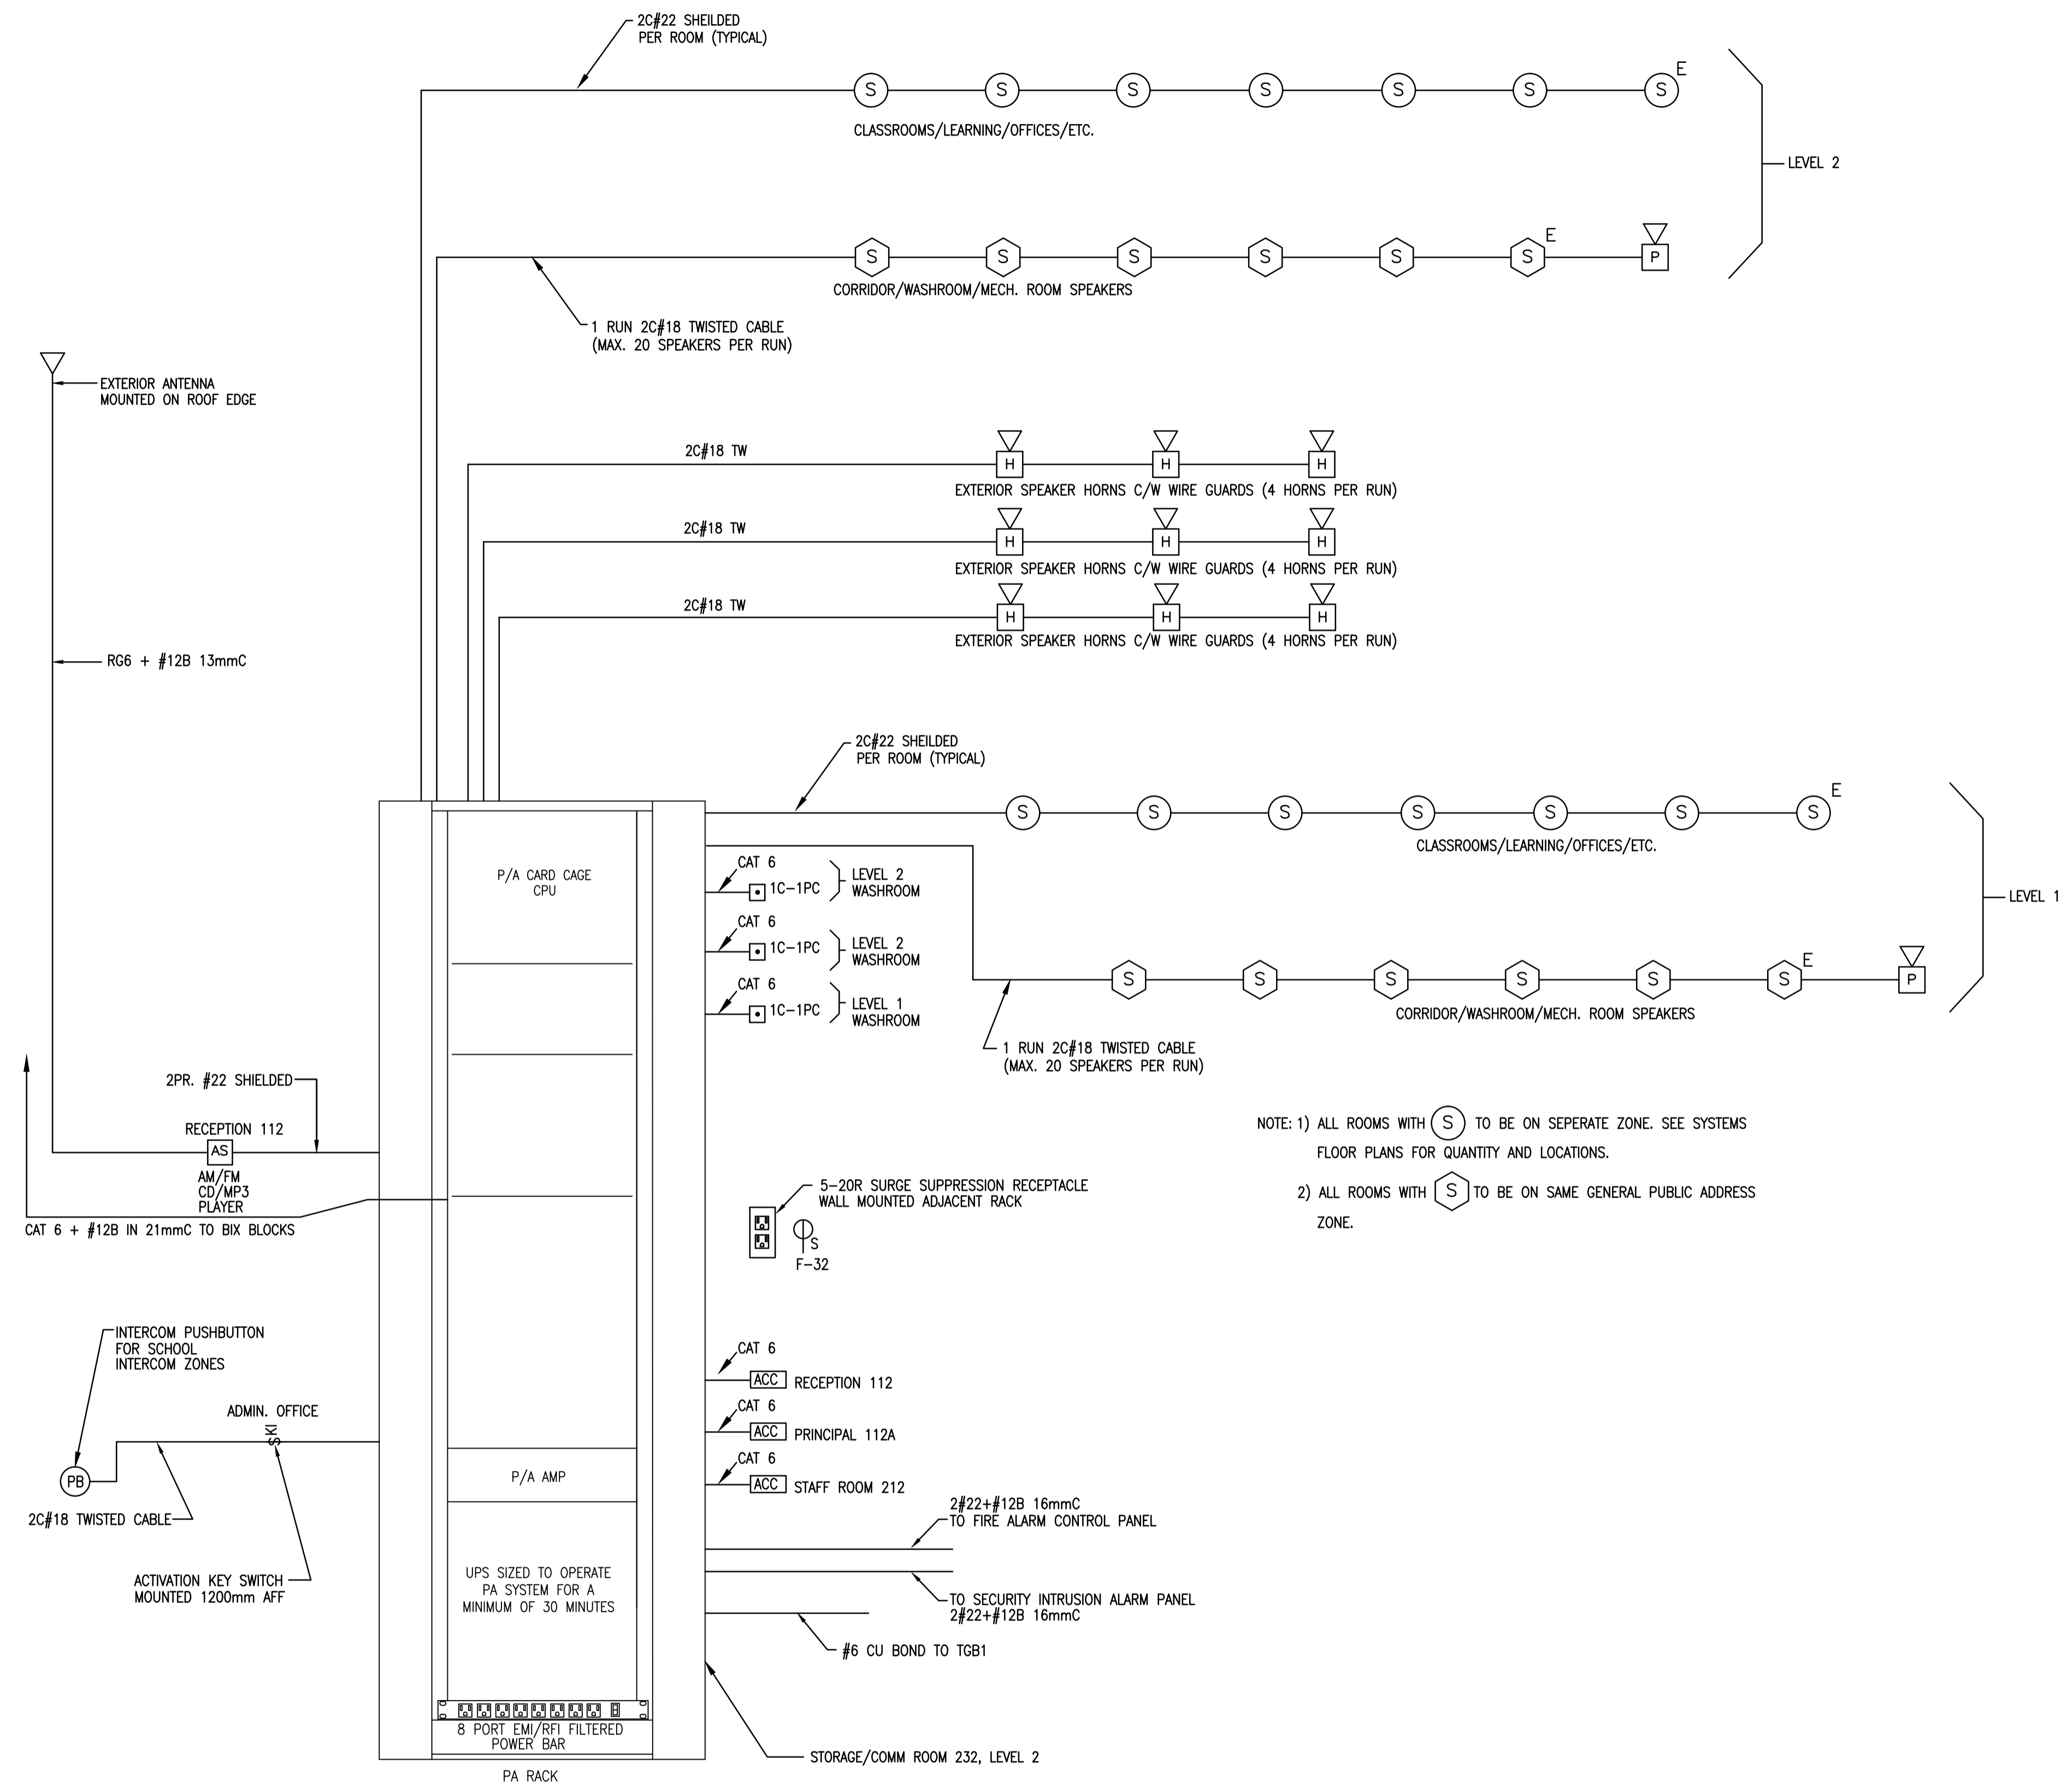 2C#22 SHEILDED
PER ROOM (TYPICAL)
S S S S S S S E
CLASSROOMS/LEARNING/OFFICES/ETC.
LEVEL 2
S S S S S S E P
CORRIDOR/WASHROOM/MECH. ROOM SPEAKERS
1 RUN 2C#18 TWISTED CABLE
(MAX. 20 SPEAKERS PER RUN)
EXTERIOR ANTENNA
MOUNTED ON ROOF EDGE
2C#18 TW
H H H
EXTERIOR SPEAKER HORNS C/W WIRE GUARDS (4 HORNS PER RUN)
2C#18 TW
H H H
EXTERIOR SPEAKER HORNS C/W WIRE GUARDS (4 HORNS PER RUN)
2C#18 TW
H H H
EXTERIOR SPEAKER HORNS C/W WIRE GUARDS (4 HORNS PER RUN)
RG6 + #12B 13mmC
2C#22 SHEILDED
PER ROOM (TYPICAL)
S S S S S S S E
CLASSROOMS/LEARNING/OFFICES/ETC.
P/A CARD CAGE
CPU
CAT 6
1C-1PC
LEVEL 2
WASHROOM
CAT 6
1C-1PC
LEVEL 2
WASHROOM
CAT 6
1C-1PC
LEVEL 1
WASHROOM
LEVEL 1
S S S S S S E P
CORRIDOR/WASHROOM/MECH. ROOM SPEAKERS
1 RUN 2C#18 TWISTED CABLE
(MAX. 20 SPEAKERS PER RUN)
2PR. #22 SHIELDED
RECEPTION 112
AS
AM/FM
CD/MP3
PLAYER
CAT 6 + #12B IN 21mmC TO BIX BLOCKS
NOTE: 1) ALL ROOMS WITH S TO BE ON SEPERATE ZONE. SEE SYSTEMS
FLOOR PLANS FOR QUANTITY AND LOCATIONS.
2) ALL ROOMS WITH S TO BE ON SAME GENERAL PUBLIC ADDRESS
ZONE.
5-20R SURGE SUPPRESSION RECEPTACLE
WALL MOUNTED ADJACENT RACK
S
F-32
INTERCOM PUSHBUTTON
FOR SCHOOL
INTERCOM ZONES
ADMIN. OFFICE
SKI
PB
2C#18 TWISTED CABLE
ACTIVATION KEY SWITCH
MOUNTED 1200mm AFF
CAT 6
ACC RECEPTION 112
CAT 6
ACC PRINCIPAL 112A
CAT 6
ACC STAFF ROOM 212
P/A AMP
2#22+#12B 16mmC
TO FIRE ALARM CONTROL PANEL
UPS SIZED TO OPERATE
PA SYSTEM FOR A
MINIMUM OF 30 MINUTES
TO SECURITY INTRUSION ALARM PANEL
2#22+#12B 16mmC
#6 CU BOND TO TGB1
8 PORT EMI/RFI FILTERED
POWER BAR
STORAGE/COMM ROOM 232, LEVEL 2
PA RACK